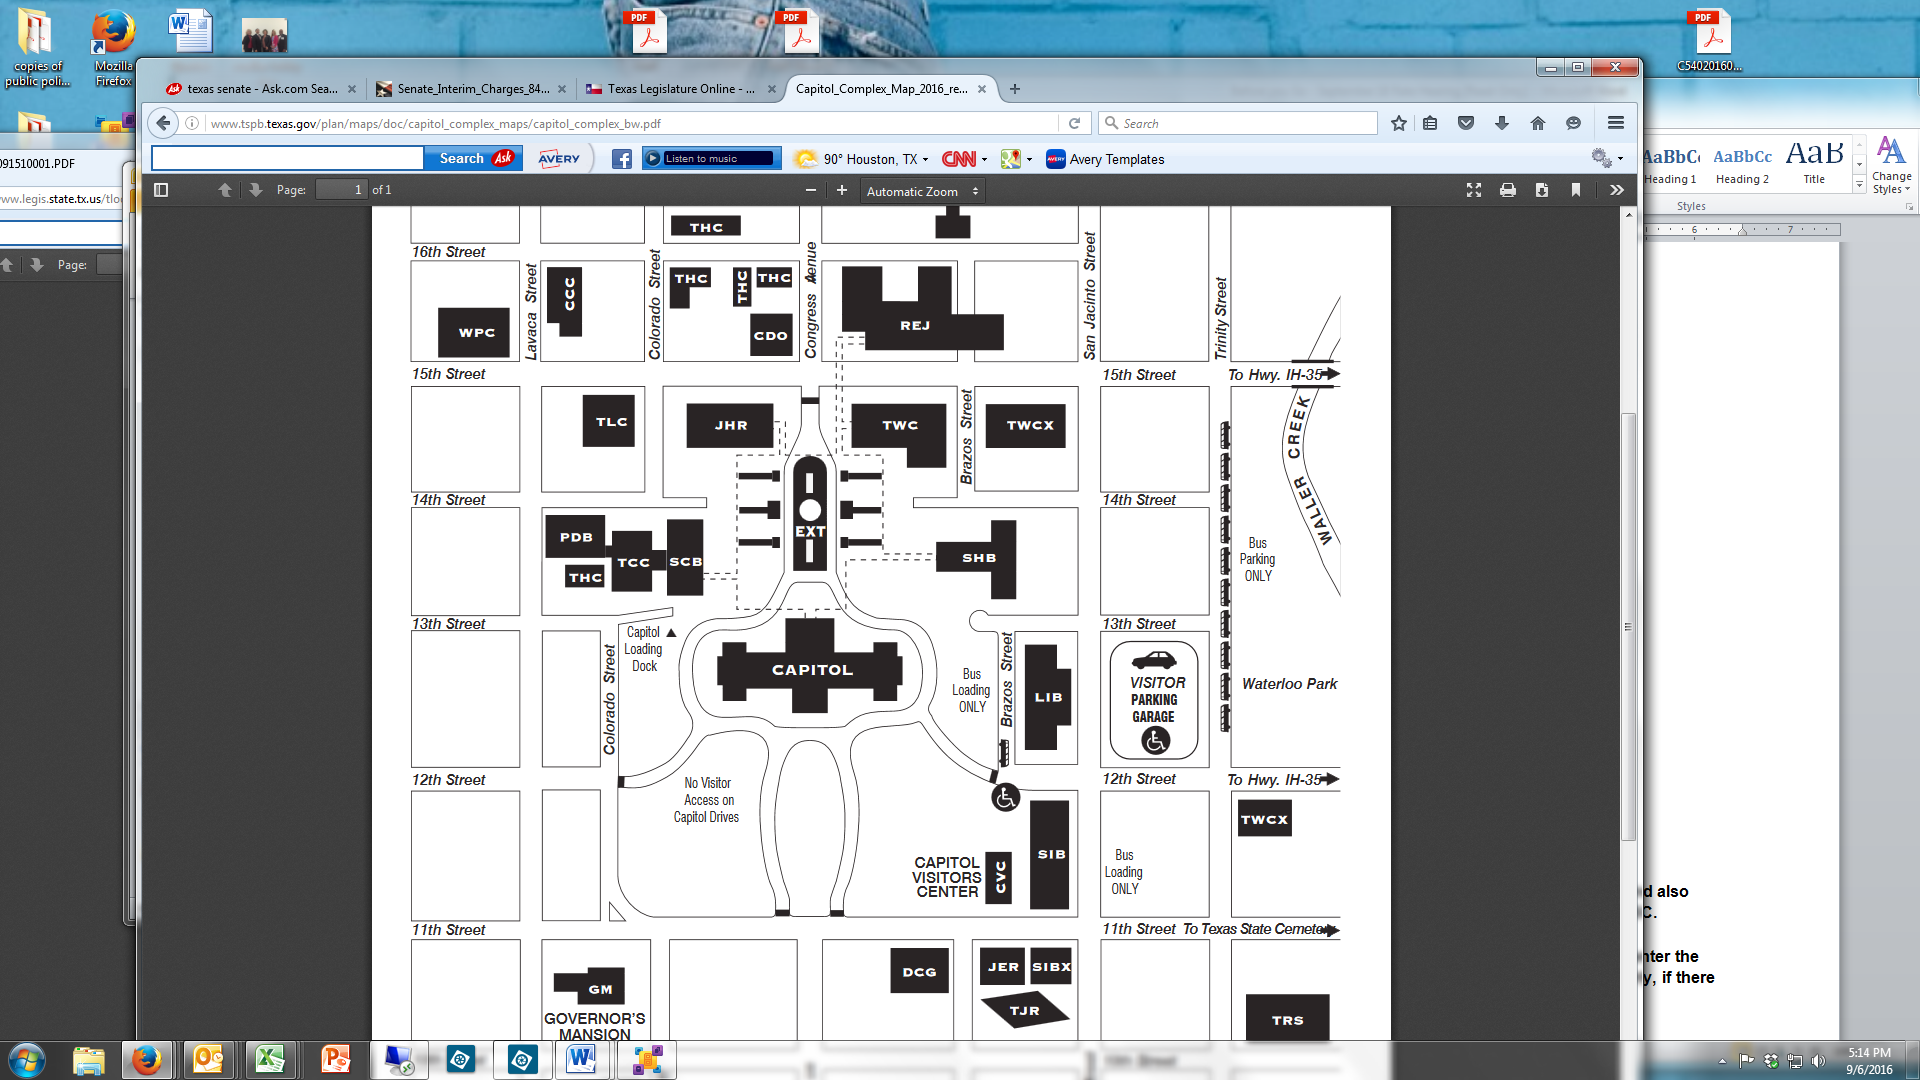 copies of
public poli...
Mozilla
Firefox
PDF
PDF
PDF
C54020160...
texas senate - Ask.com Sea...
Senate_Interim_Charges_84...
Texas Legislature Online - ...
Capitol_Complex_Map_2016_re...
www.tspb.texas.gov/plan/maps/doc/capitol_complex_maps/capitol_complex_bw.pdf
Search
Search Ask
AVERY
Listen to music
90° Houston, TX
CNN
Avery Templates
Page: 1 of 1
Automatic Zoom
091510001.PDF
www.legis.state.tx.us/tlo
Page:
AaBbCc
AaBbCc
AaB
Heading 1
Heading 2
Title
Change
Styles
Styles
6
7
THC
16th Street
Lavaca Street
Colorado Street
Congress Avenue
San Jacinto Street
Trinity Street
CCC
THC
THC
THC
WPC
CDO
REJ
15th Street
15th Street
To Hwy. IH-35
TLC
JHR
TWC
Brazos Street
TWCX
WALLER CREEK
14th Street
14th Street
EXT
PDB
TCC
SCB
THC
SHB
Bus
Parking
ONLY
13th Street
13th Street
Capitol
Loading
Dock
Colorado Street
CAPITOL
Bus
Loading
ONLY
Brazos Street
LIB
VISITOR
PARKING
GARAGE
Waterloo Park
12th Street
12th Street
To Hwy. IH-35
No Visitor
Access on
Capitol Drives
TWCX
CAPITOL
VISITORS
CENTER
CVC
SIB
Bus
Loading
ONLY
11th Street
11th Street
To Texas State Cemetery
GM
GOVERNOR'S
MANSION
DCG
JER
SIBX
TJR
TRS
d also
C.
nter the
y, if there
5:14 PM
9/6/2016